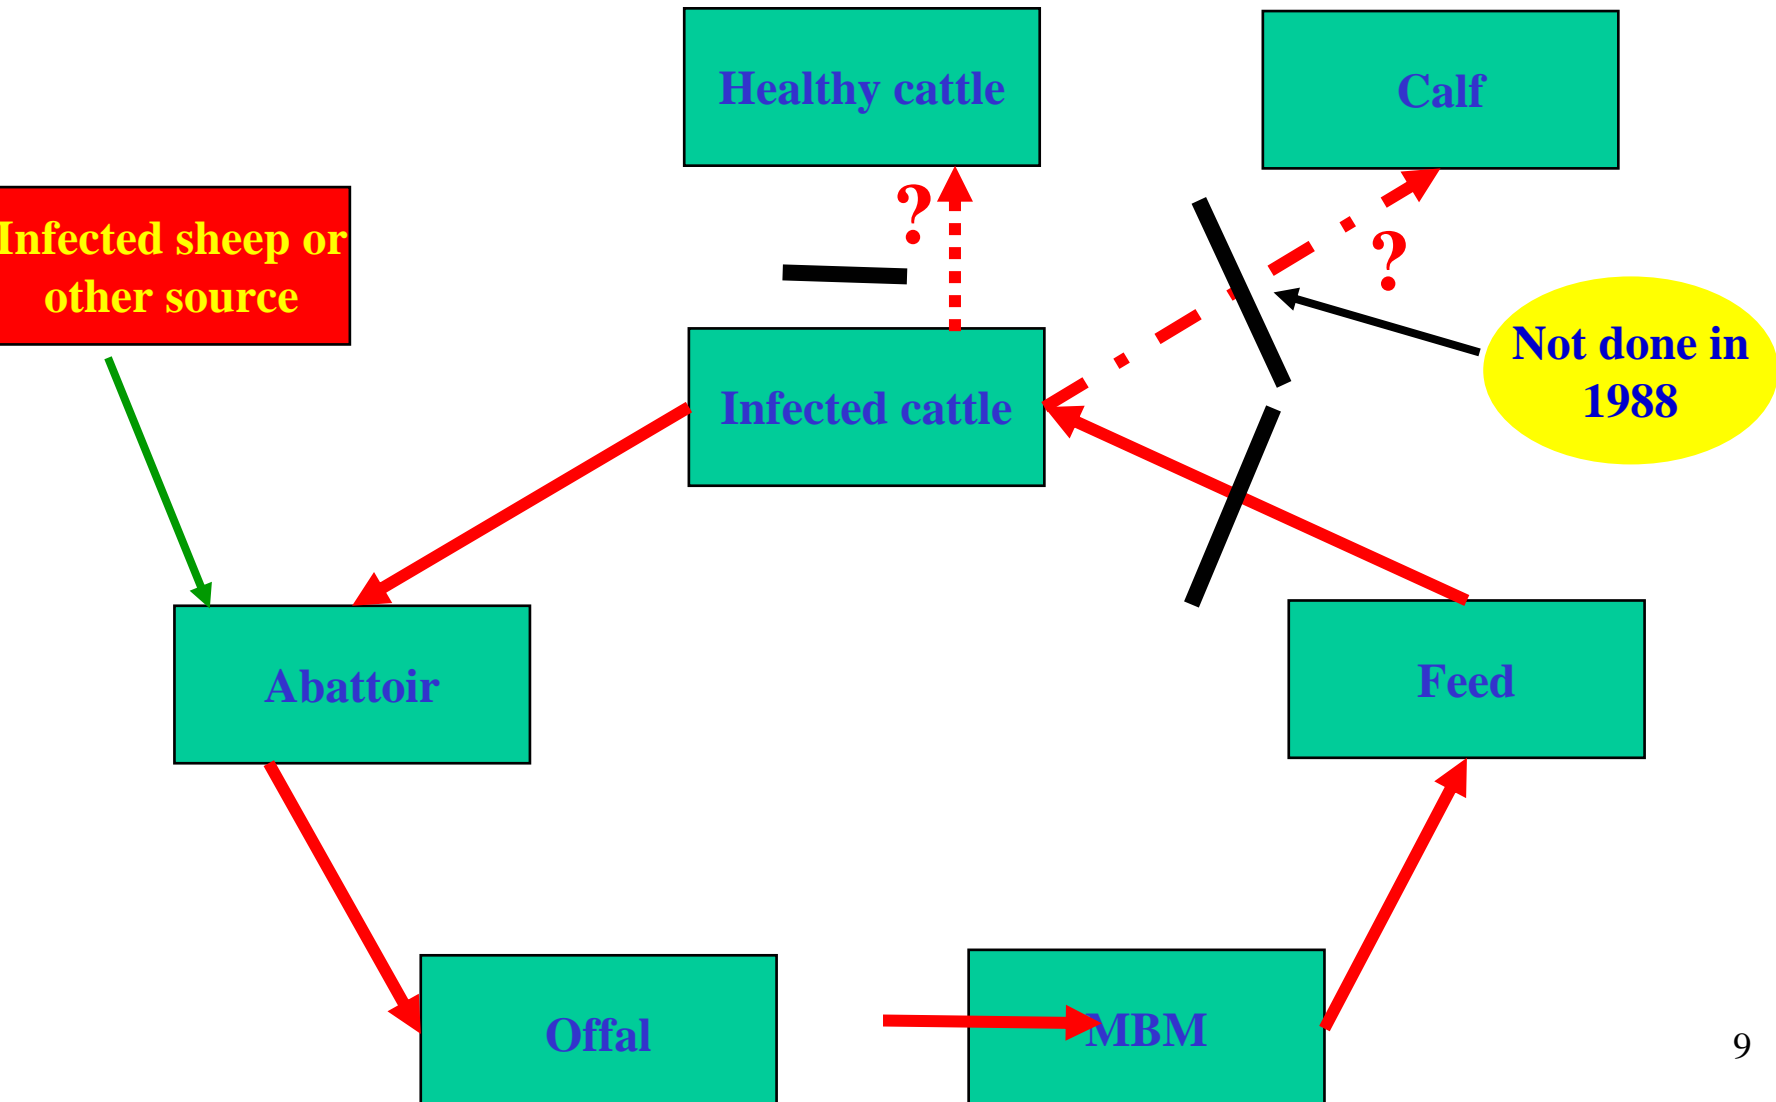 Healthy cattle
Calf
Infected sheep or
other source
?
?
Not done in
1988
Infected cattle
Abattoir
Feed
Offal
MBM
9